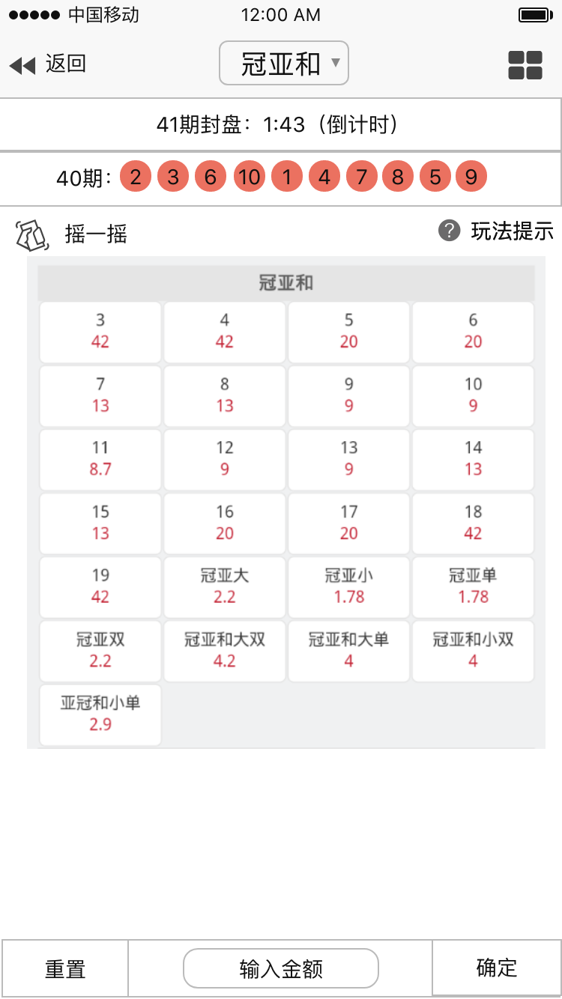 中国移动 12:00 AM
返回 冠亚和
41期封盘：1:43（倒计时）
40期： 2 3 6 10 1 4 7 8 5 9
摇一摇 ? 玩法提示
冠亚和
3 4 5 6
42 42 20 20
7 8 9 10
13 13 9 9
11 12 13 14
8.7 9 9 13
15 16 17 18
13 20 20 42
19 冠亚大 冠亚小 冠亚单
42 2.2 1.78 1.78
冠亚双 冠亚和大双 冠亚和大单 冠亚和小双
2.2 4.2 4 4
亚冠和小单
2.9
重置 输入金额 确定